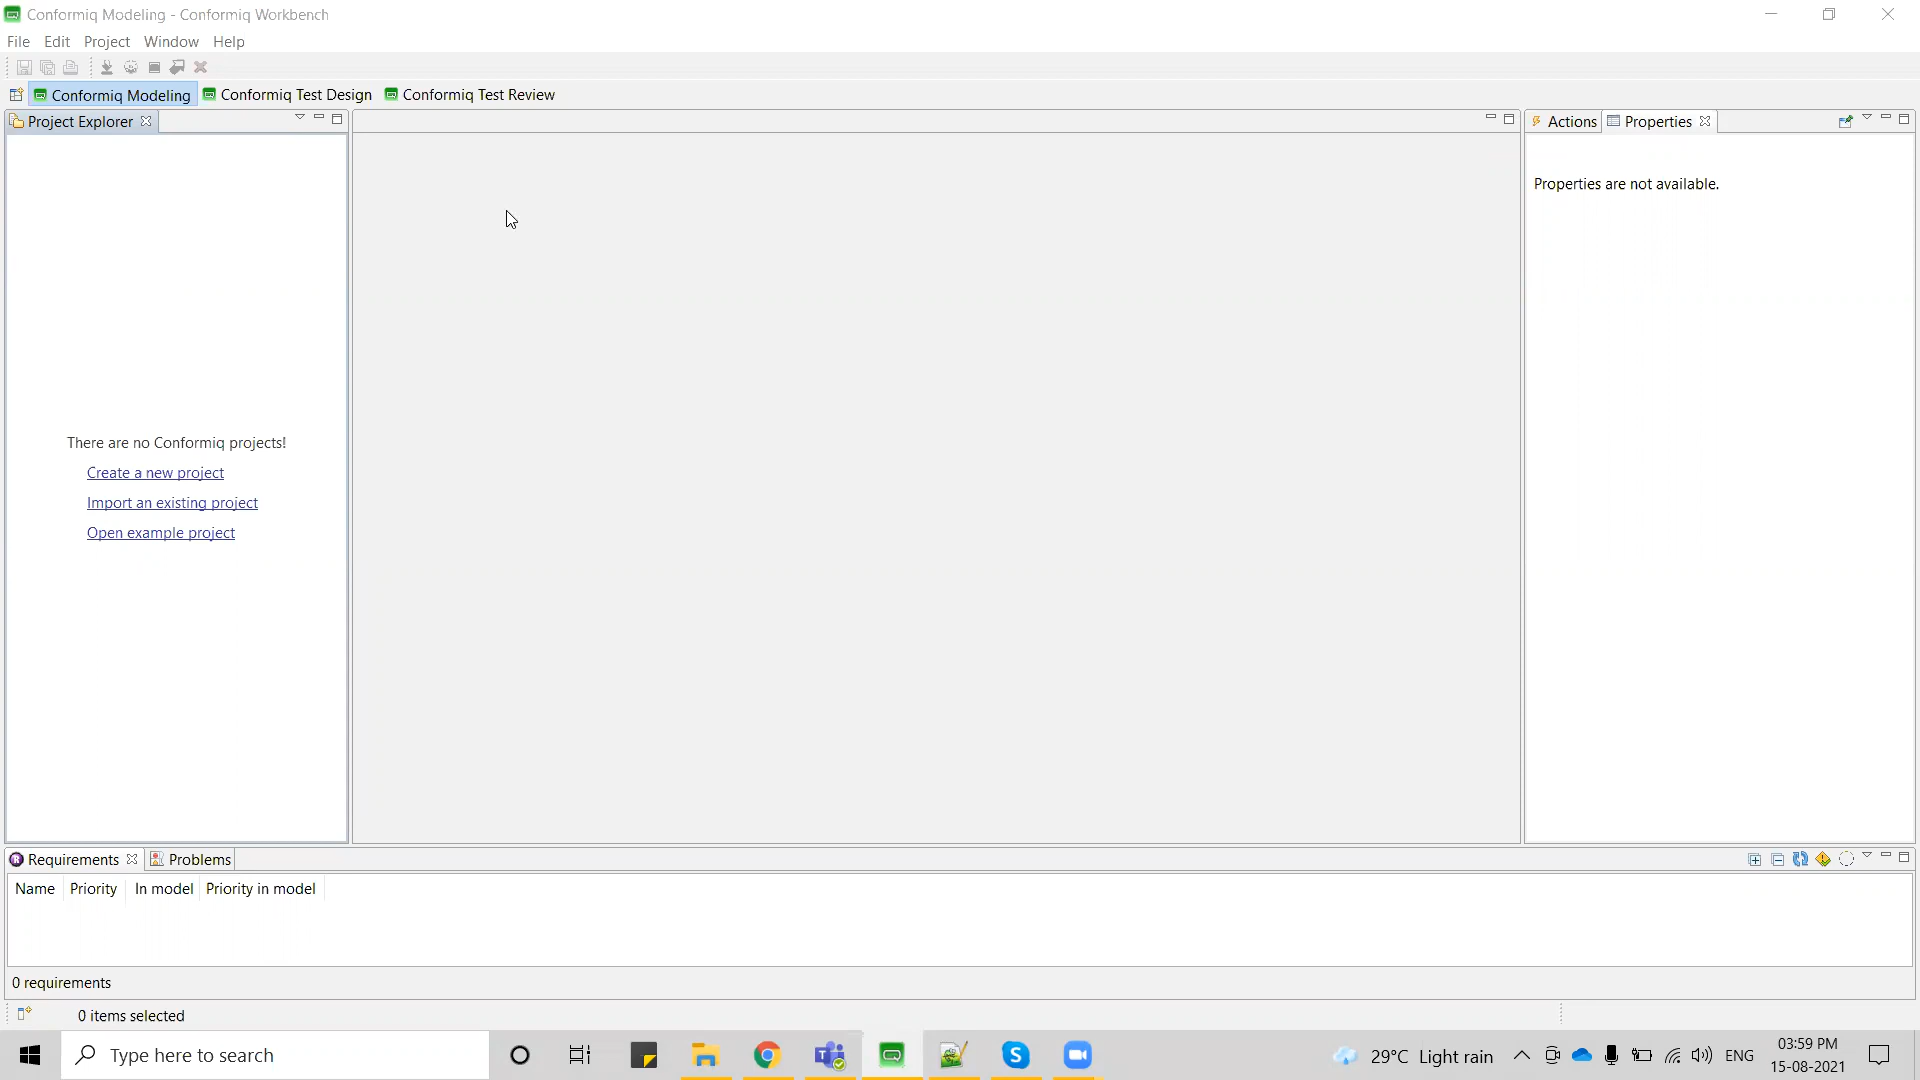 Conformiq Modeling - Conformiq Workbench
File Edit Project Window Help
Conformiq Modeling Conformiq Test Design Conformiq Test Review
Project Explorer
Actions Properties
Properties are not available.
There are no Conformiq projects!
Create a new project
Import an existing project
Open example project
Requirements Problems
Name Priority In model Priority in model
0 requirements
0 items selected
Type here to search
29°C Light rain
ENG
03:59 PM
15-08-2021